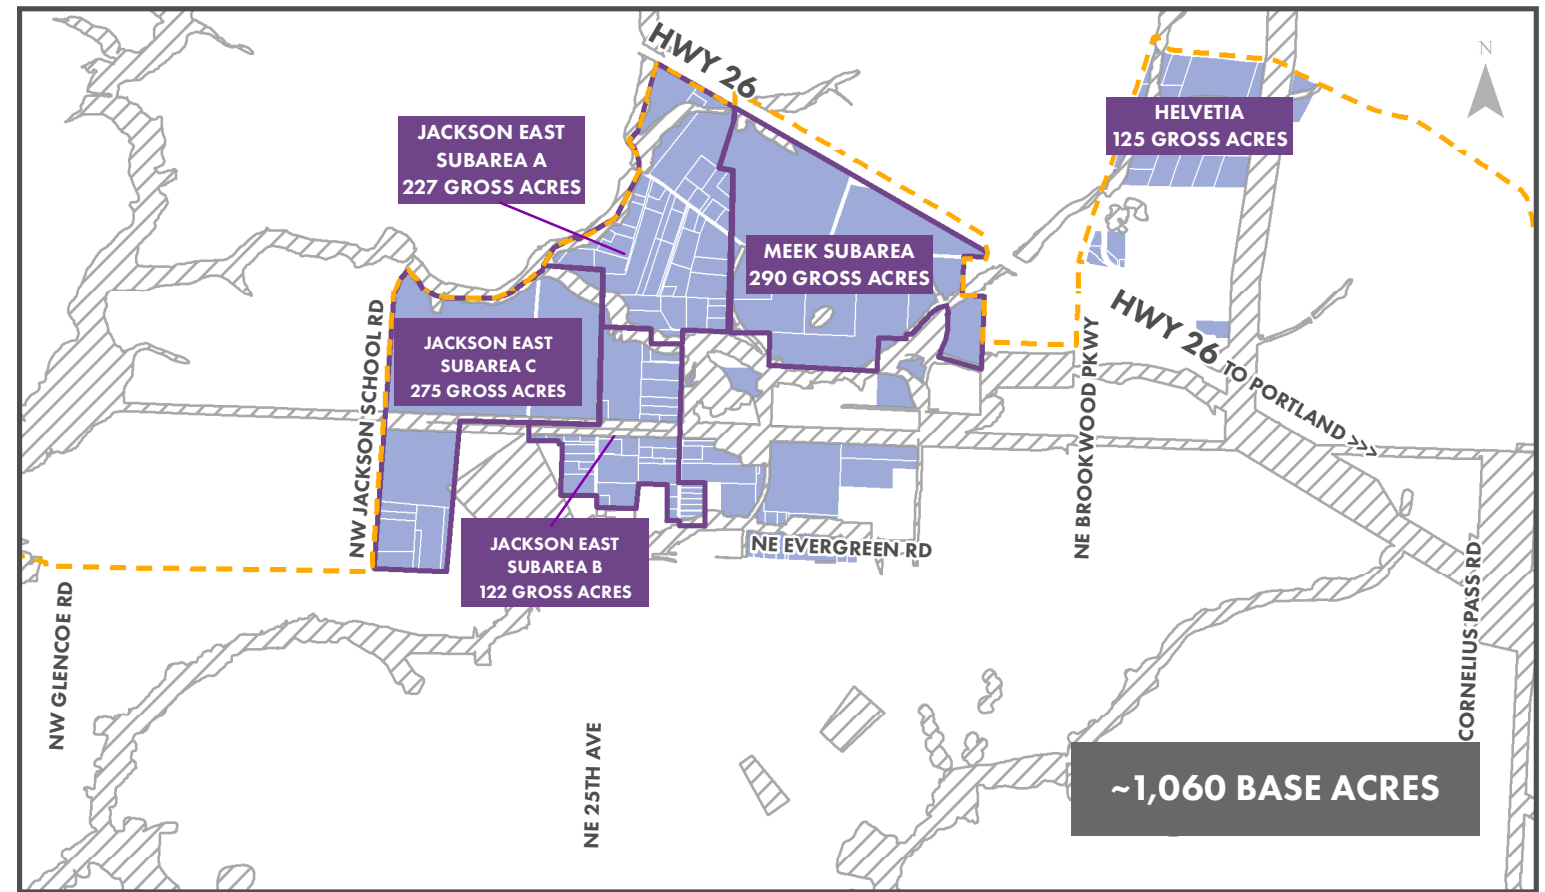 HWY 26
N
JACKSON EAST
SUBAREA A
227 GROSS ACRES
HELVETIA
125 GROSS ACRES
MEEK SUBAREA
290 GROSS ACRES
HWY 26 TO PORTLAND >>>
JACKSON EAST
SUBAREA C
275 GROSS ACRES
NW JACKSON SCHOOL RD
NE BROOKWOOD PKWY
JACKSON EAST
SUBAREA B
122 GROSS ACRES
NE EVERGREEN RD
NW GLENCOE RD
CORNELIUS PASS RD
NE 25TH AVE
~1,060 BASE ACRES